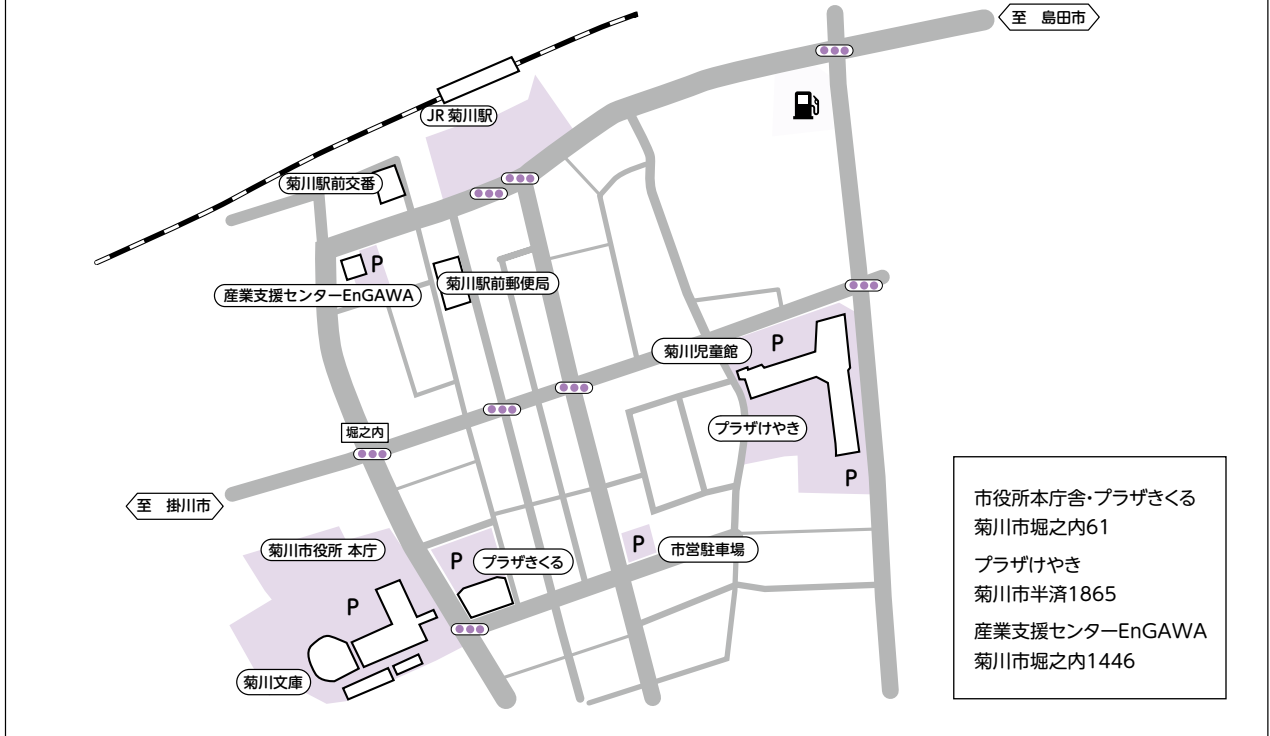 至 島田市
JR 菊川駅
菊川駅前交番
P
菊川駅前郵便局
産業支援センターEnGAWA
P
菊川児童館
プラザけやき
堀之内
P
至 掛川市
菊川市役所 本庁
P
プラザきくる
P
市営駐車場
P
菊川文庫
市役所本庁舎・プラザきくる
菊川市堀之内61
プラザけやき
菊川市半済1865
産業支援センターEnGAWA
菊川市堀之内1446